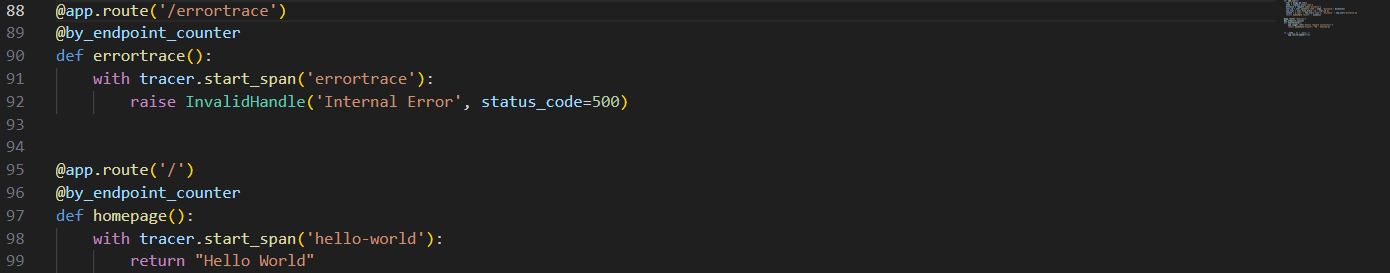 88 @app.route('/errortrace')
89 @by_endpoint_counter
90 def errortrace():
91     with tracer.start_span('errortrace'):
92         raise InvalidHandle('Internal Error', status_code=500)
93
94
95 @app.route('/')
96 @by_endpoint_counter
97 def homepage():
98     with tracer.start_span('hello-world'):
99         return "Hello World"